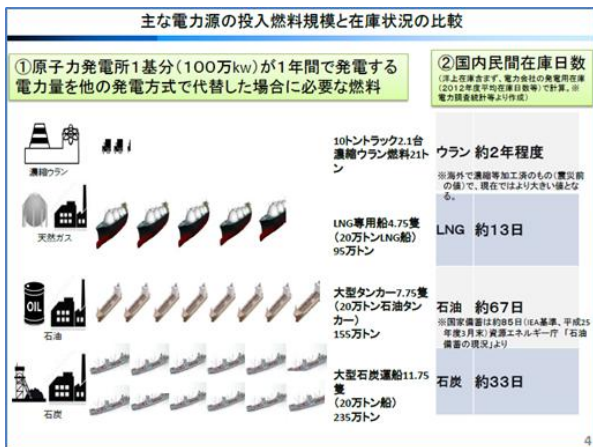 主な電力源の投入燃料規模と在庫状況の比較
①原子力発電所1基分(100万kw)が1年間で発電する
電力量を他の発電方式で代替した場合に必要な燃料
②国内民間在庫日数
(洋上在庫含まず、電力会社の発電用在庫
(2012年度平均在庫日数等)で計算。※
電力調査統計等より作成)
濃縮ウラン
10トントラック2.1台
濃縮ウラン燃料21ト
ン
ウラン 約2年程度
※海外で濃縮等加工済のもの(震災前
の値)で、現在ではより大きい値とな
る。
天然ガス
LNG専用船4.75隻
(20万トンLNG船)
95万トン
LNG 約13日
OIL
石油
大型タンカー7.75隻
(20万トン石油タン
カー)
155万トン
石油 約67日
※国家備蓄は約85日(IEA基準、平成25
年度3月末)資源エネルギー庁 「石油
備蓄の現況」より
石炭
大型石炭運船11.75
隻
(20万トン船)
235万トン
石炭 約33日
4